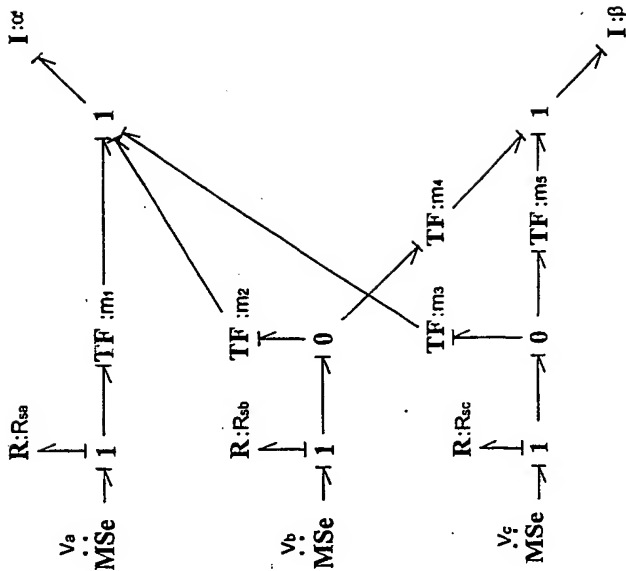 I :α
R :Rsa
Va
MSe 1 TF :m1 1
TF :m2
R :Rsb
Vb
MSe 1 0 TF :m4
TF :m3
R :Rsc
Vc
MSe 1 0 TF :m5 1
I :β